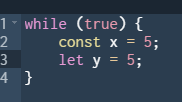 1 while (true) {
2     const x = 5;
3     let y = 5;
4 }